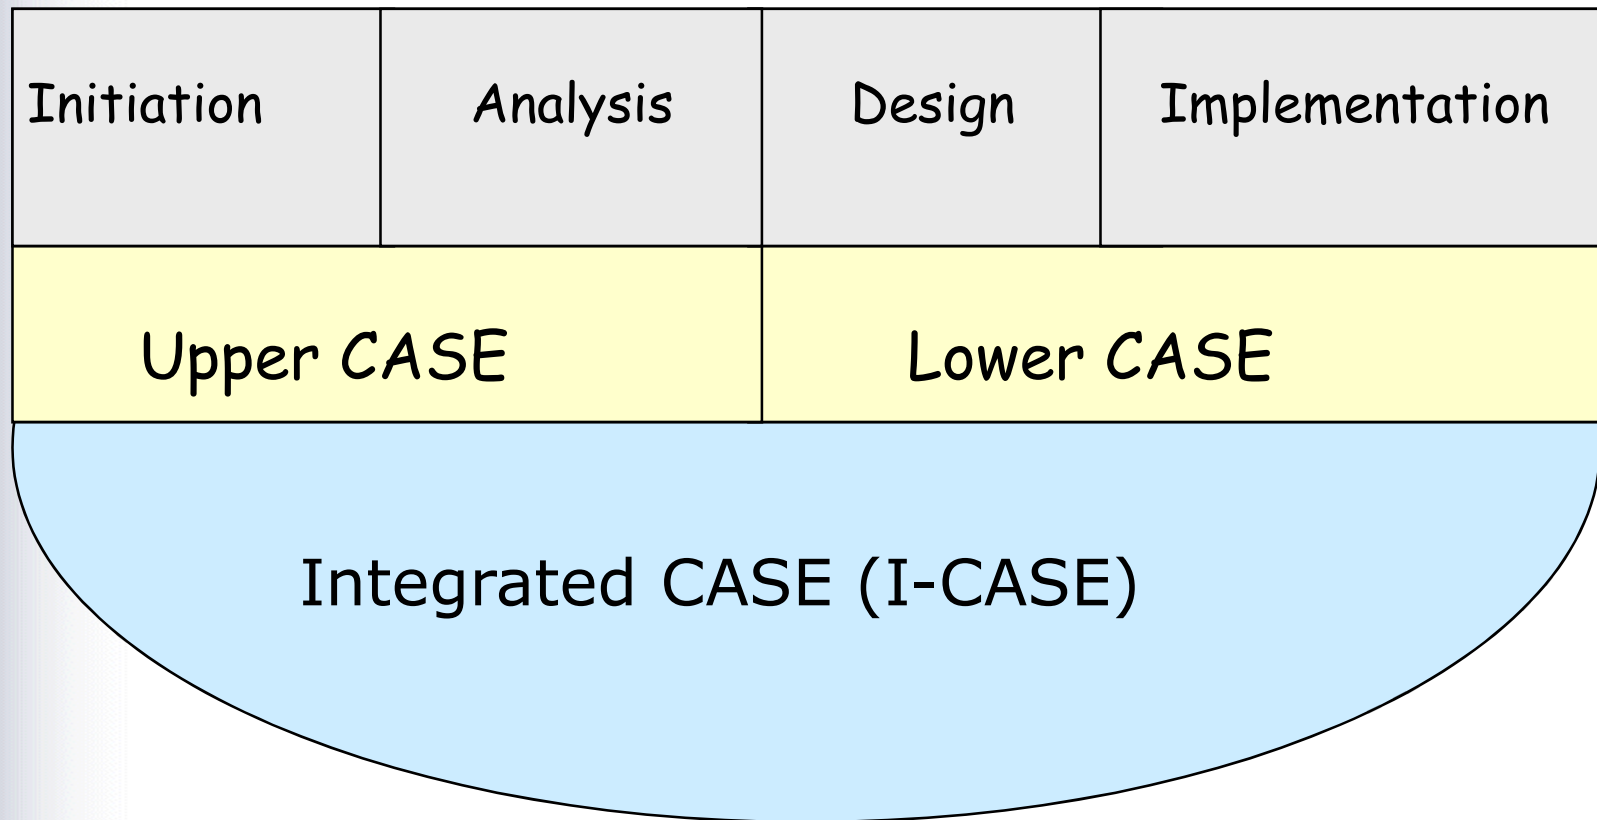 Initiation
Analysis
Design
Implementation
Upper CASE
Lower CASE
Integrated CASE (I-CASE)